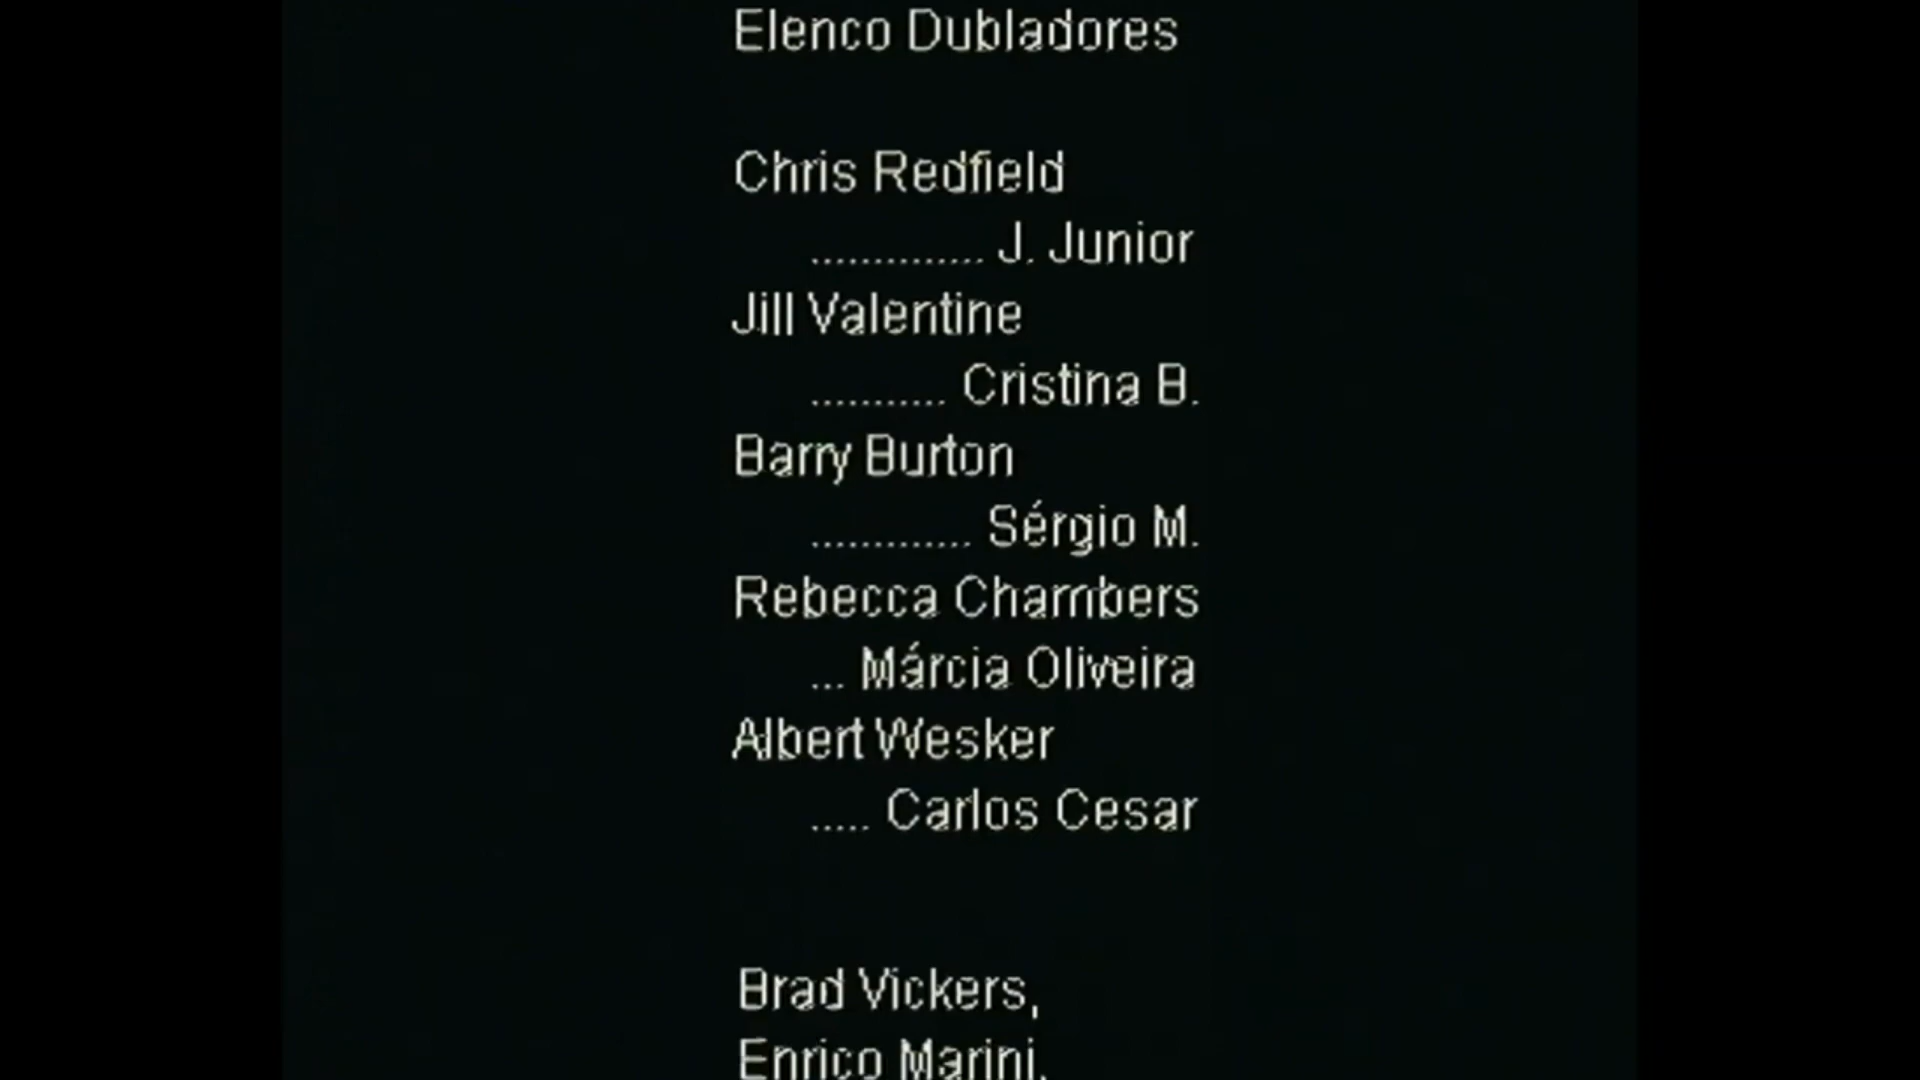 Elenco Dubladores
Chris Redfield
.............. J. Junior
Jill Valentine
........... Cristina B.
Barry Burton
............. Sérgio M.
Rebecca Chambers
... Márcia Oliveira
Albert Wesker
..... Carlos Cesar
Brad Vickers,
Enrico Marini,